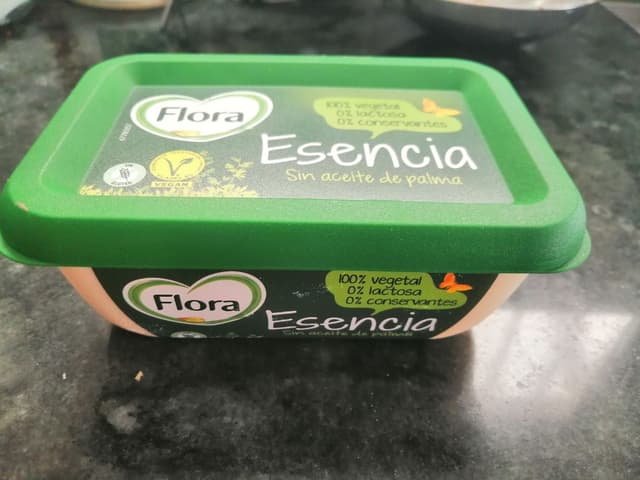 Flora
100% vegetal
0% lactosa
0% conservantes
Esencia
Sin aceite de palma
VEGAN
Flora
100% vegetal
0% lactosa
0% conservantes
Esencia
Sin aceite de palma